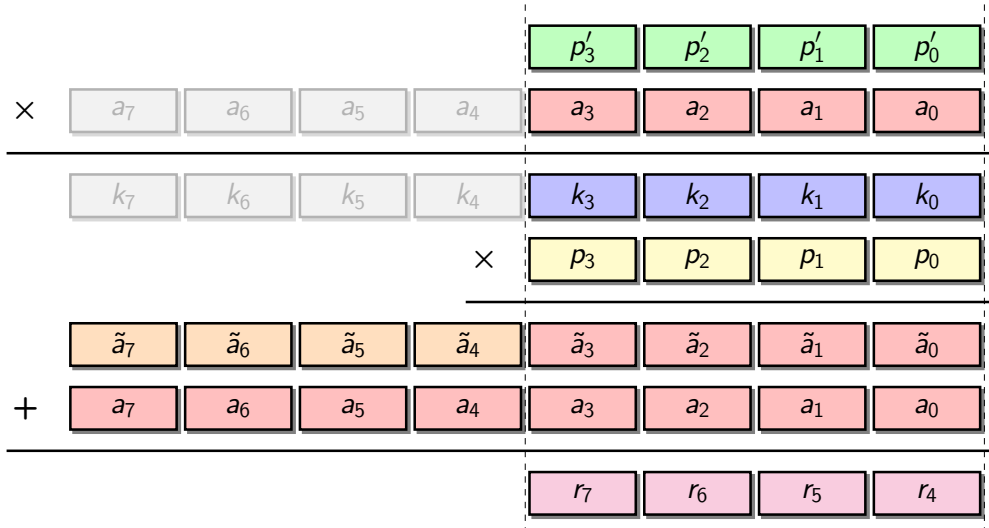 p′₃ p′₂ p′₁ p′₀
× a₇ a₆ a₅ a₄ a₃ a₂ a₁ a₀
k₇ k₆ k₅ k₄ k₃ k₂ k₁ k₀
× p₃ p₂ p₁ p₀
ã₇ ã₆ ã₅ ã₄ ã₃ ã₂ ã₁ ã₀
+ a₇ a₆ a₅ a₄ a₃ a₂ a₁ a₀
r₇ r₆ r₅ r₄